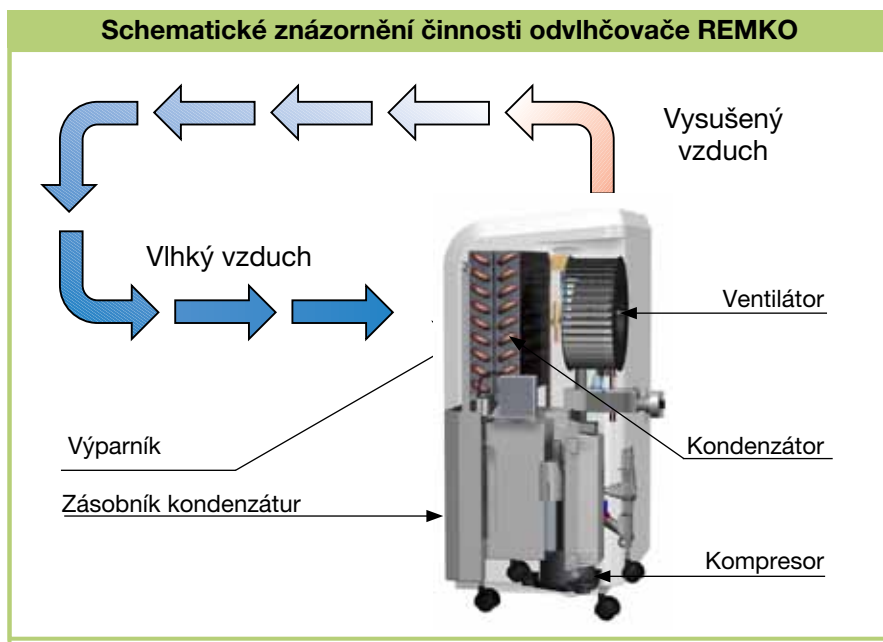 Schematické znázornění činnosti odvlhčovače REMKO
Vysušený
vzduch
Vlhký vzduch
Ventilátor
Výparník
Kondenzátor
Zásobník kondenzátur
Kompresor